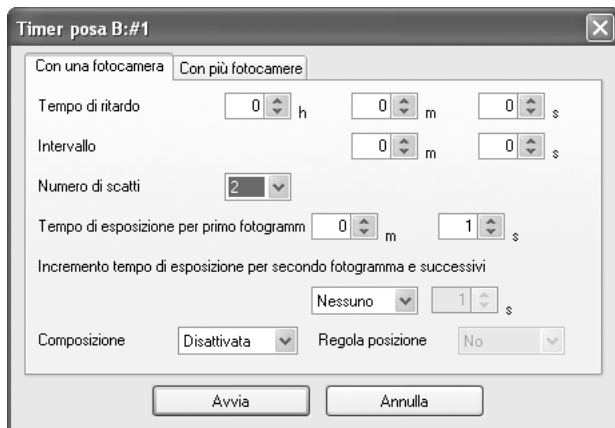 Timer posa B:#1
Con una fotocamera Con più fotocamere
Tempo di ritardo 0 h 0 m 0 s
Intervallo 0 m 0 s
Numero di scatti 2
Tempo di esposizione per primo fotogramm 0 m 1 s
Incremento tempo di esposizione per secondo fotogramma e successivi
Nessuno 1 s
Composizione Disattivata Regola posizione No
Avvia Annulla